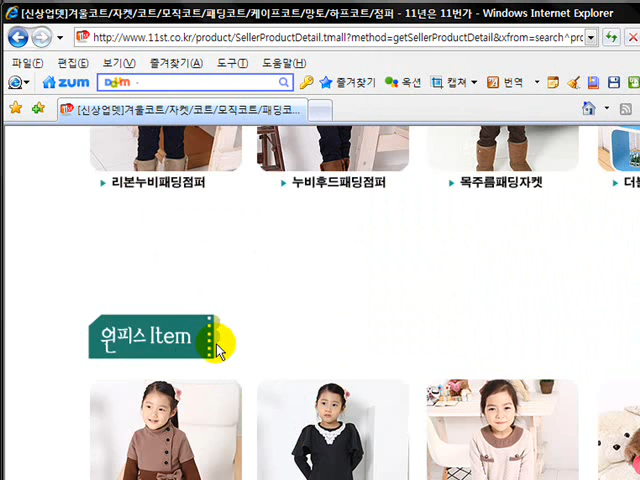 [신상업뎃]겨울코트/자켓/코트/모직코트/패딩코트/케이프코트/망토/하프코트/점퍼 - 11년은 11번가 - Windows Internet Explorer
http://www.11st.co.kr/product/SellerProductDetail.tmall?method=getSellerProductDetail&xfrom=search^prc
파일(F) 편집(E) 보기(V) 즐겨찾기(A) 도구(T) 도움말(H)
zum Daum 즐겨찾기 옥션 캡쳐 번역
[신상업뎃]겨울코트/자켓/코트/모직코트/패딩코...
리본누비패딩점퍼 누비후드패딩점퍼 목주름패딩자켓
원피스 Item